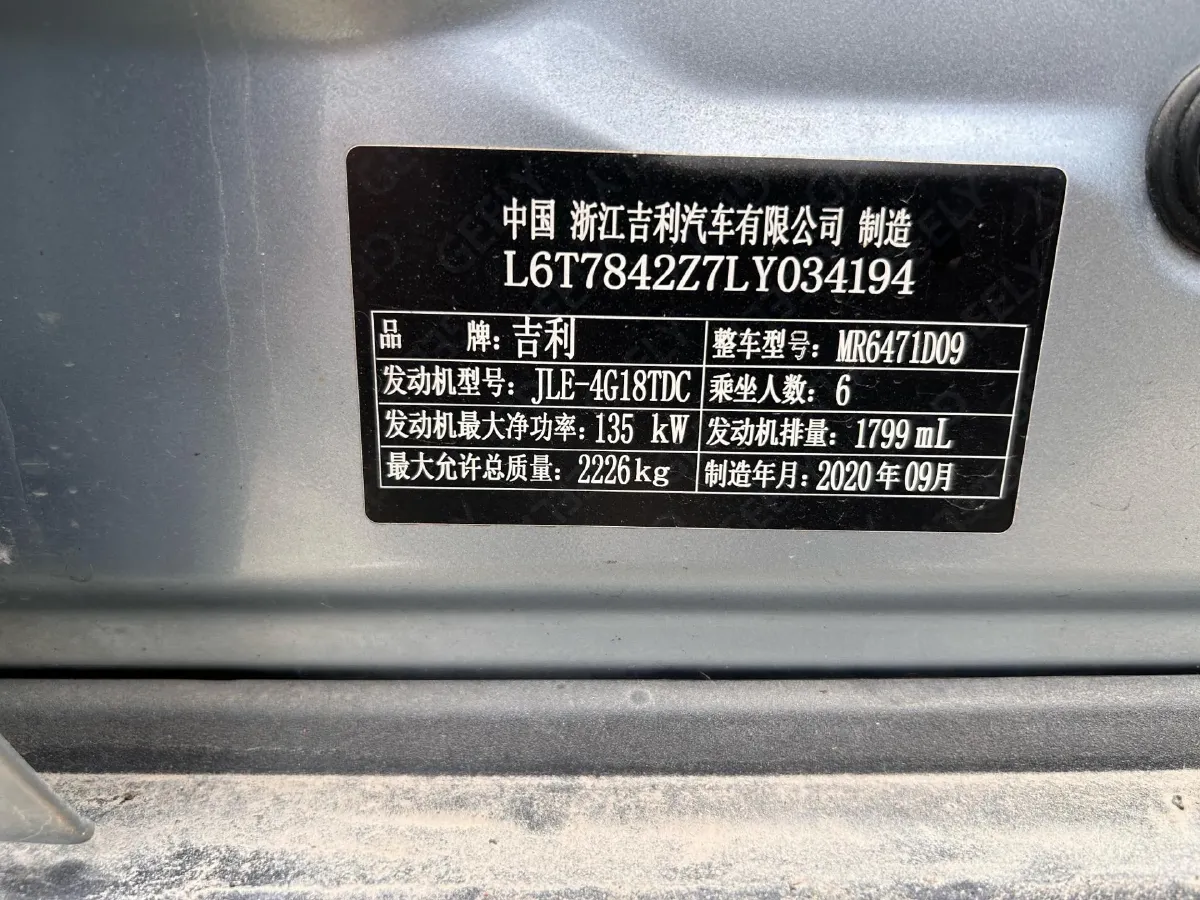 中国 浙江吉利汽车有限公司 制造
L6T7842Z7LY034194
品 牌：吉利 整车型号：MR6471D09
发动机型号：JLE-4G18TDC 乘坐人数：6
发动机最大净功率：135 kW 发动机排量：1799mL
最大允许总质量：2226kg 制造年月：2020年09月